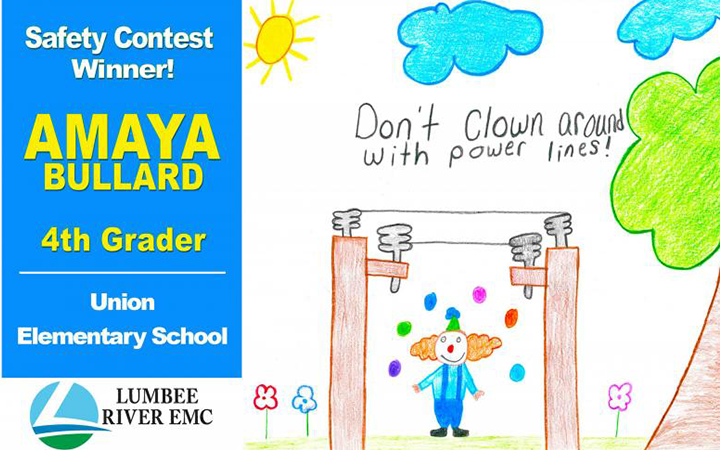 Safety Contest
Winner!
AMAYA
BULLARD
4th Grader
Union
Elementary School
LUMBEE
RIVER EMC
Don't Clown around
with power lines!